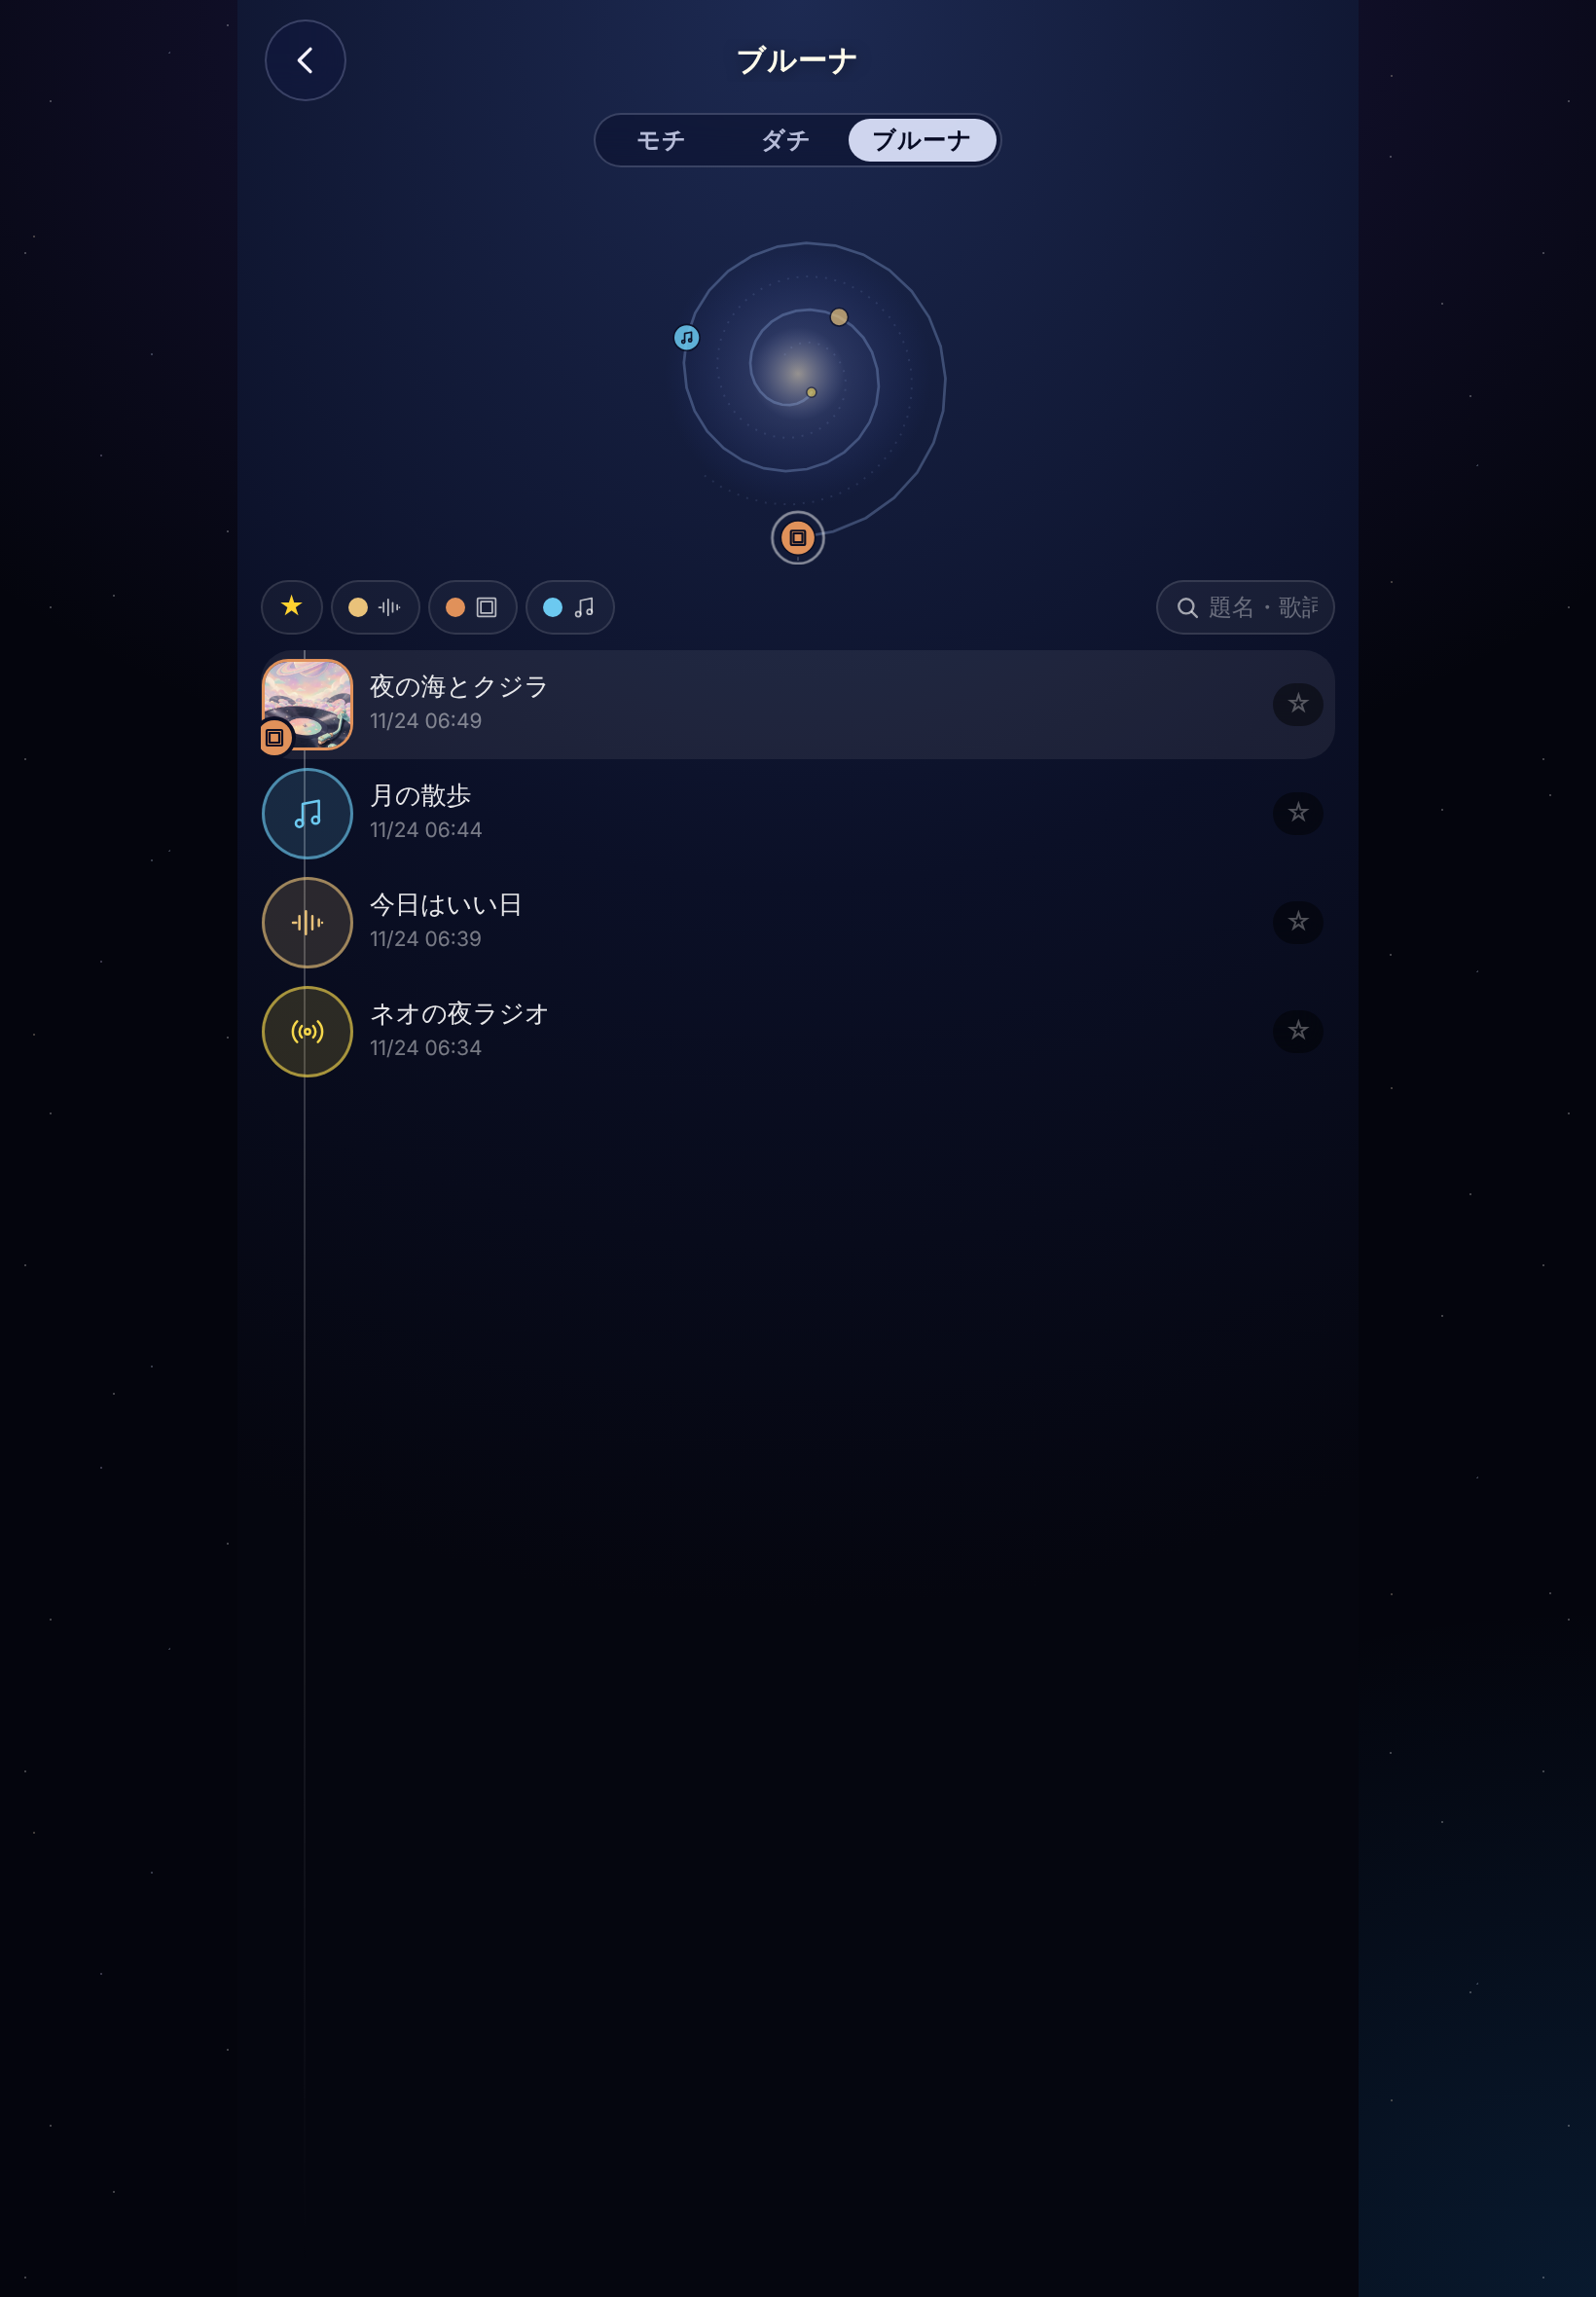 ブルーナ
モチ ダチ ブルーナ
題名・歌詞
夜の海とクジラ
11/24 06:49
月の散歩
11/24 06:44
今日はいい日
11/24 06:39
ネオの夜ラジオ
11/24 06:34